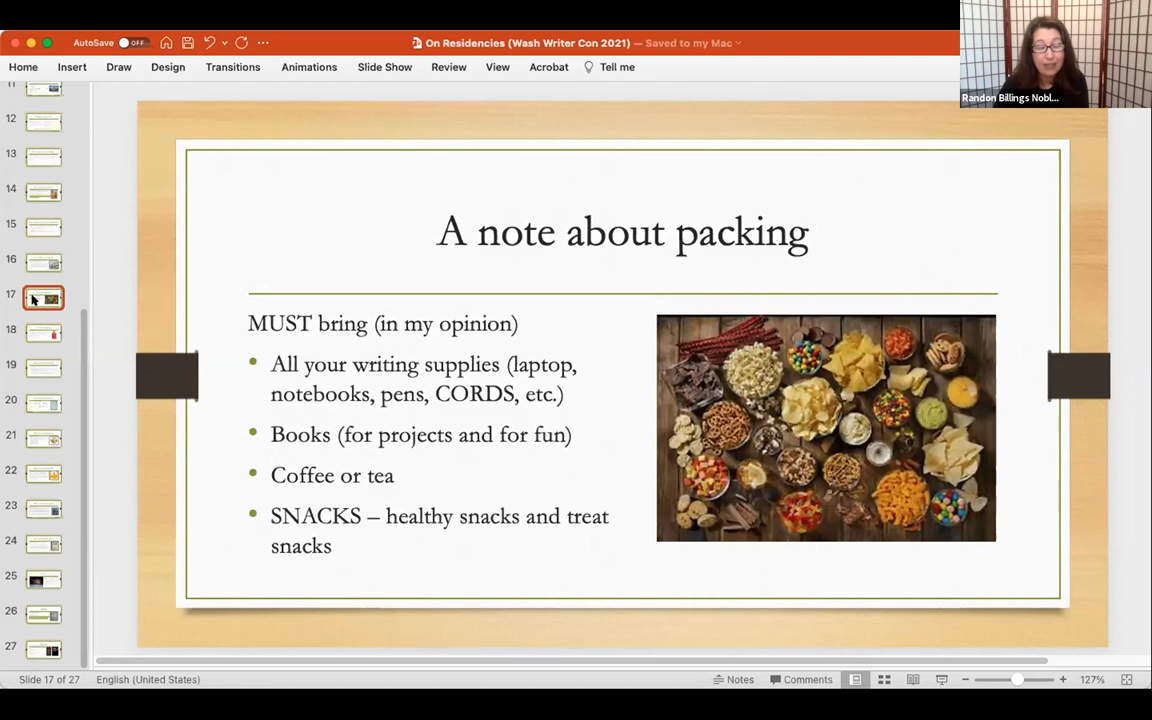 AutoSave OFF
On Residencies (Wash Writer Con 2021) — Saved to my Mac
Home Insert Draw Design Transitions Animations Slide Show Review View Acrobat Tell me
Randon Billings Nobl...
11
12
13
14
15
16
17
18
19
20
21
22
23
24
25
26
27
A note about packing
MUST bring (in my opinion)
• All your writing supplies (laptop,
notebooks, pens, CORDS, etc.)
• Books (for projects and for fun)
• Coffee or tea
• SNACKS – healthy snacks and treat
snacks
Slide 17 of 27 English (United States) Notes Comments 127%